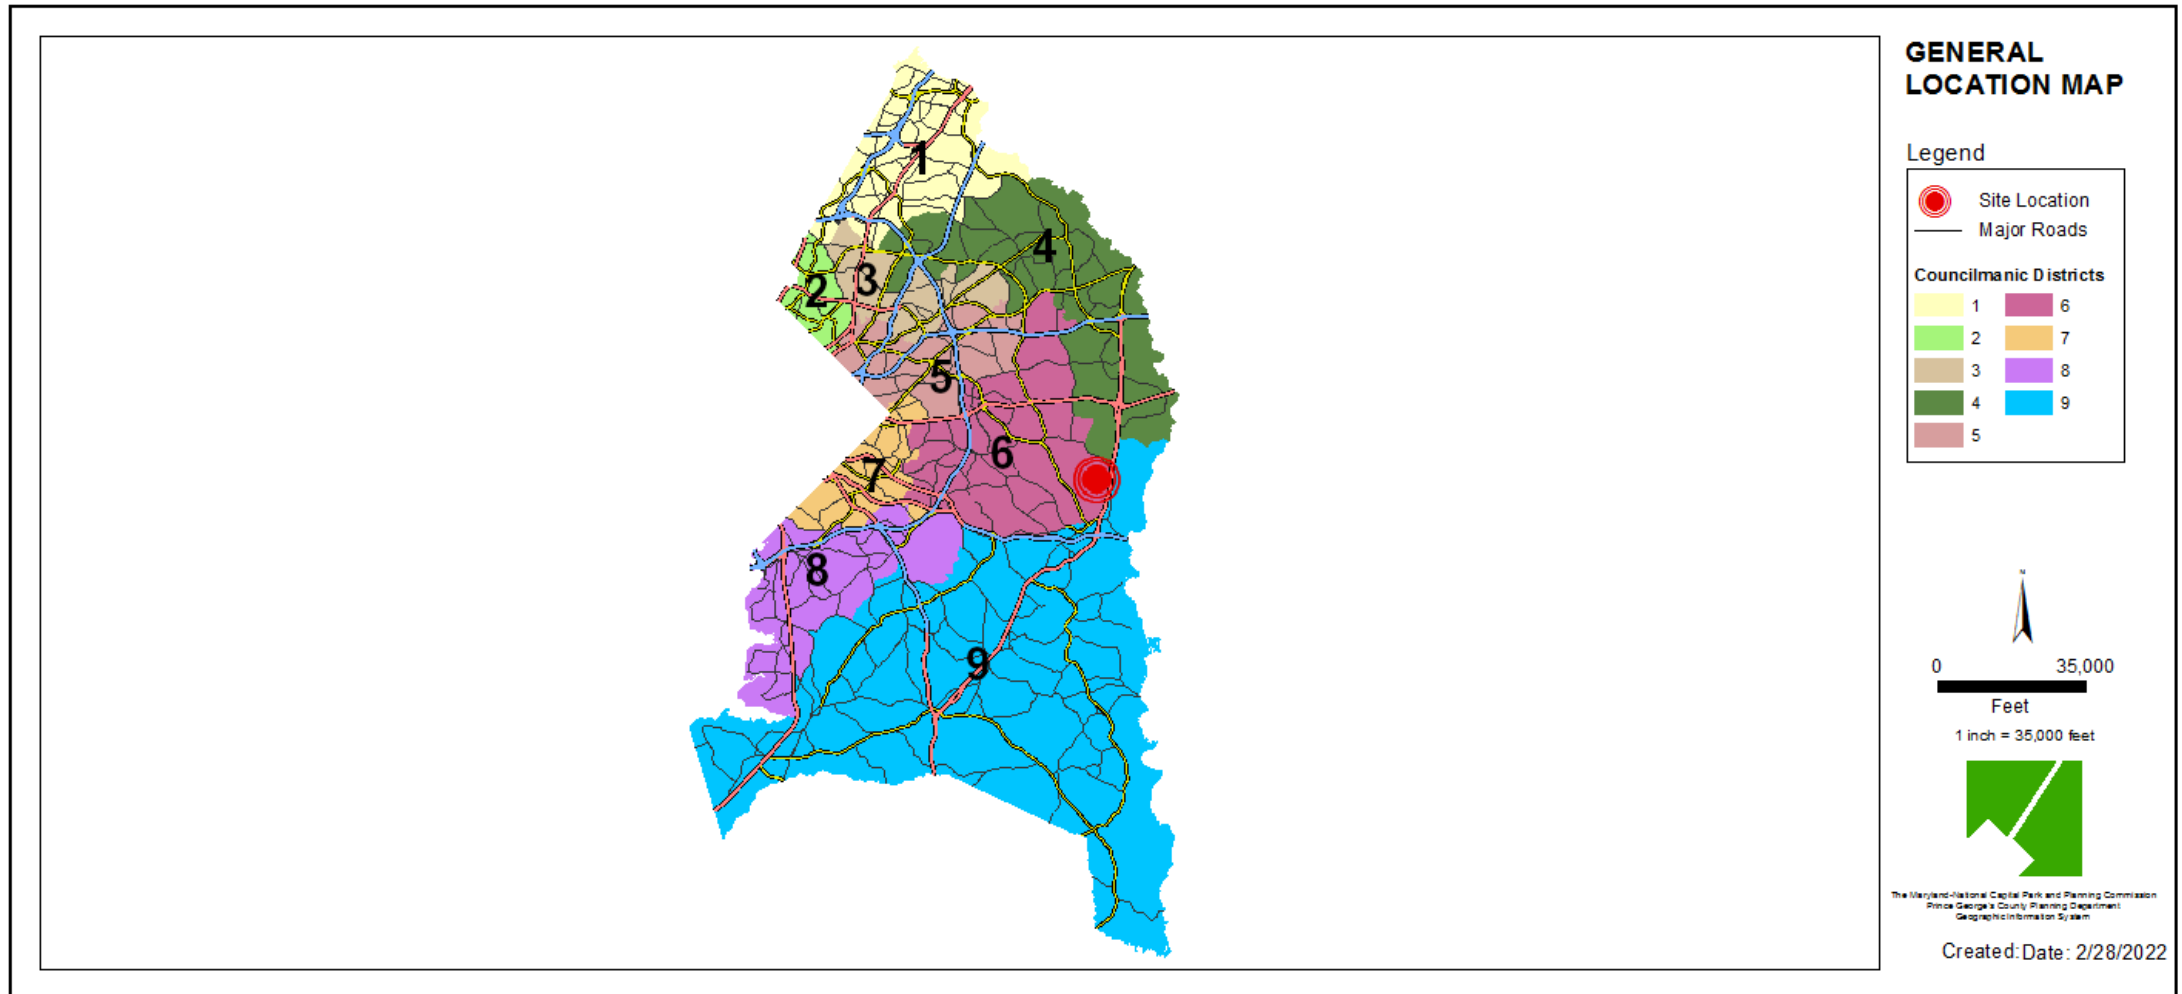 GENERAL
LOCATION MAP
Legend
Site Location
Major Roads
Councilmanic Districts
1 6
2 7
3 8
4 9
5
1
4
3
2
5
6
7
8
9
N
0 35,000
Feet
1 inch = 35,000 feet
The Maryland-National Capital Park and Planning Commission
Prince George's County Planning Department
Geographic Information System
Created: Date: 2/28/2022